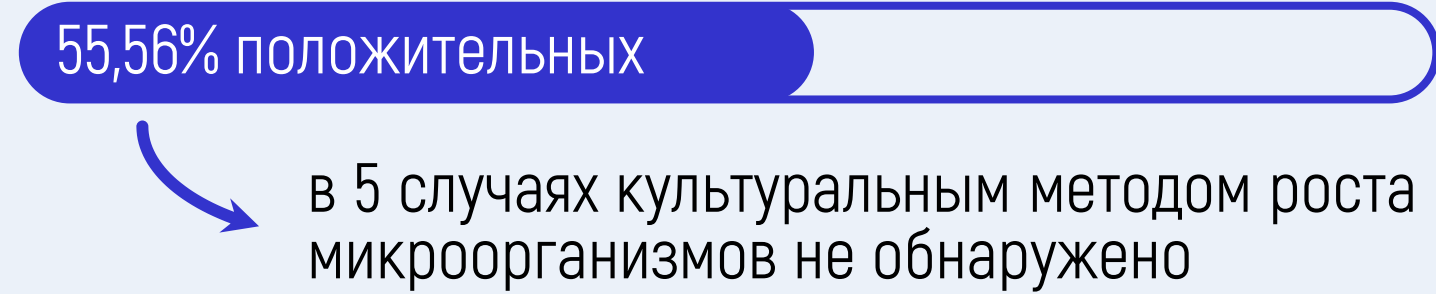 55,56% положительных
в 5 случаях культуральным методом роста
микроорганизмов не обнаружено